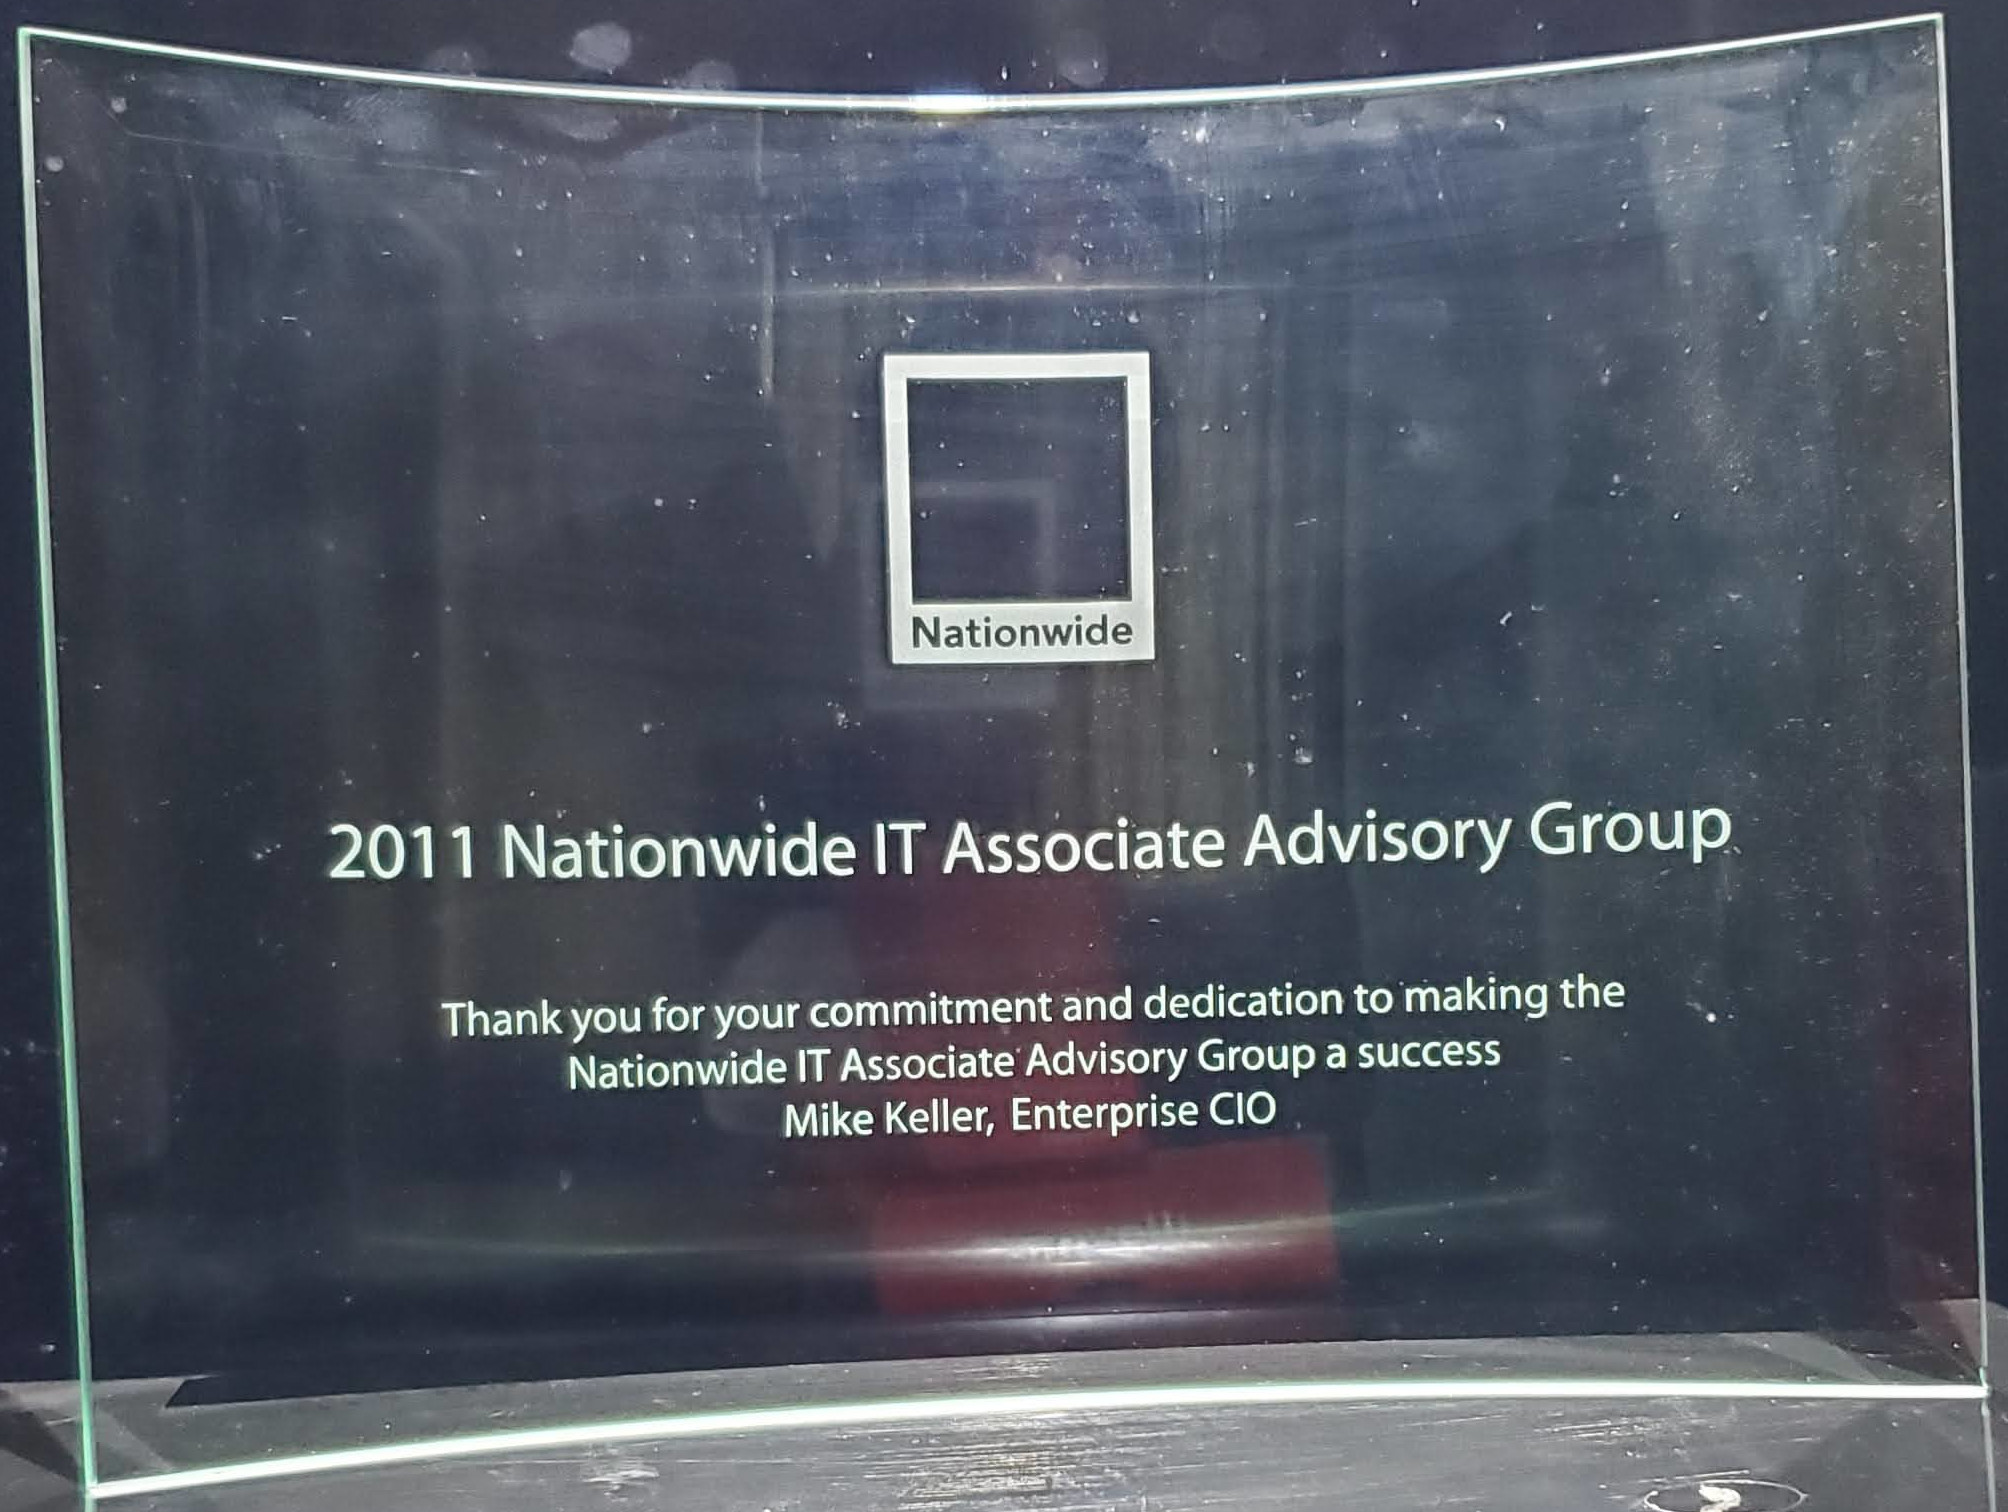 Nationwide
2011 Nationwide IT Associate Advisory Group
Thank you for your commitment and dedication to making the
Nationwide IT Associate Advisory Group a success
Mike Keller, Enterprise CIO